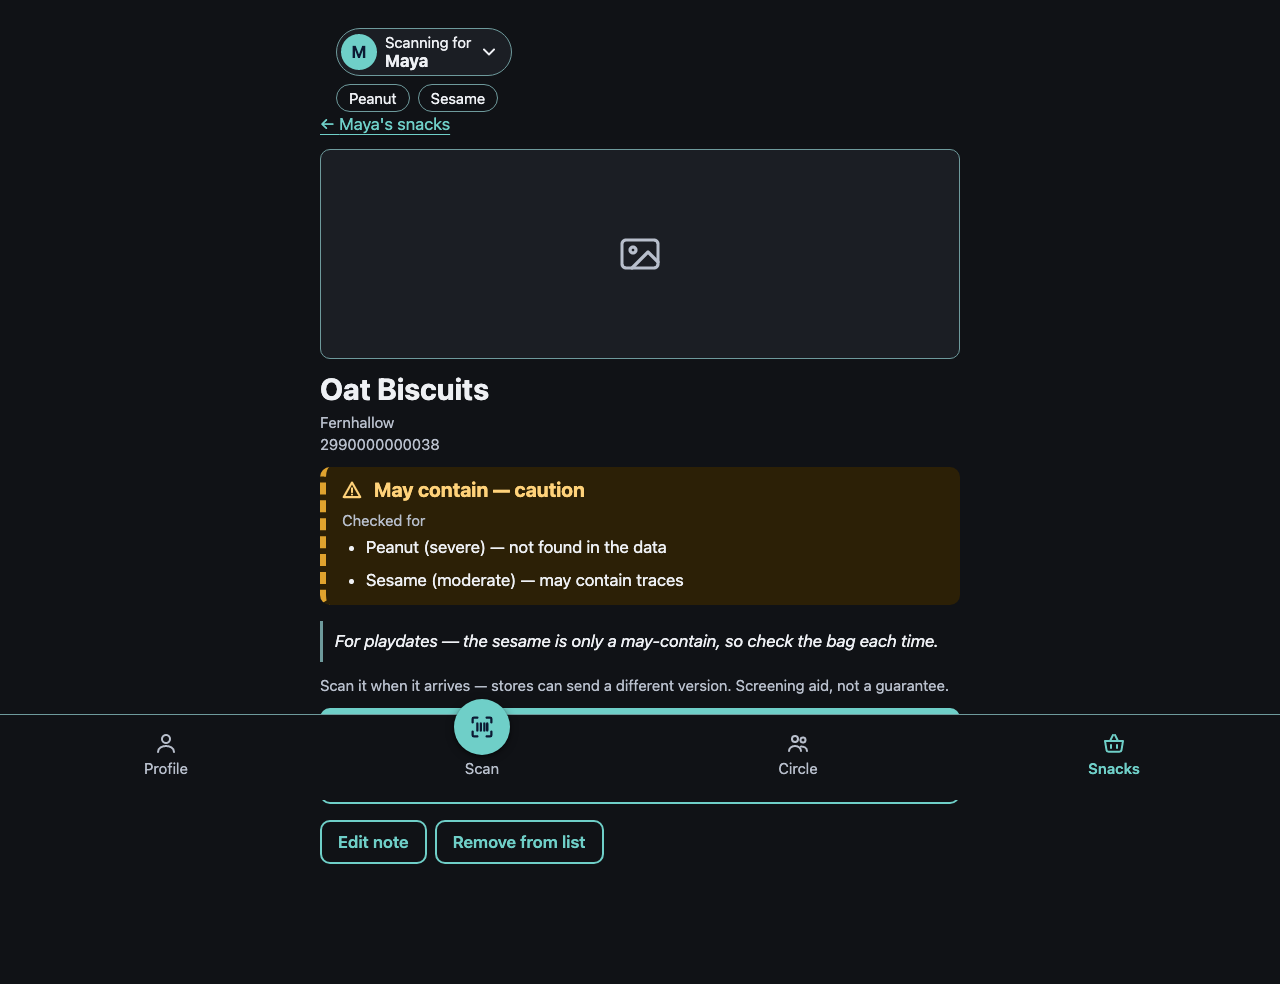 M
Scanning for
Maya
Peanut
Sesame
← Maya's snacks
Oat Biscuits
Fernhallow
2990000000038
May contain — caution
Checked for
• Peanut (severe) — not found in the data
• Sesame (moderate) — may contain traces
For playdates — the sesame is only a may-contain, so check the bag each time.
Scan it when it arrives — stores can send a different version. Screening aid, not a guarantee.
Profile
Scan
Circle
Snacks
Edit note
Remove from list